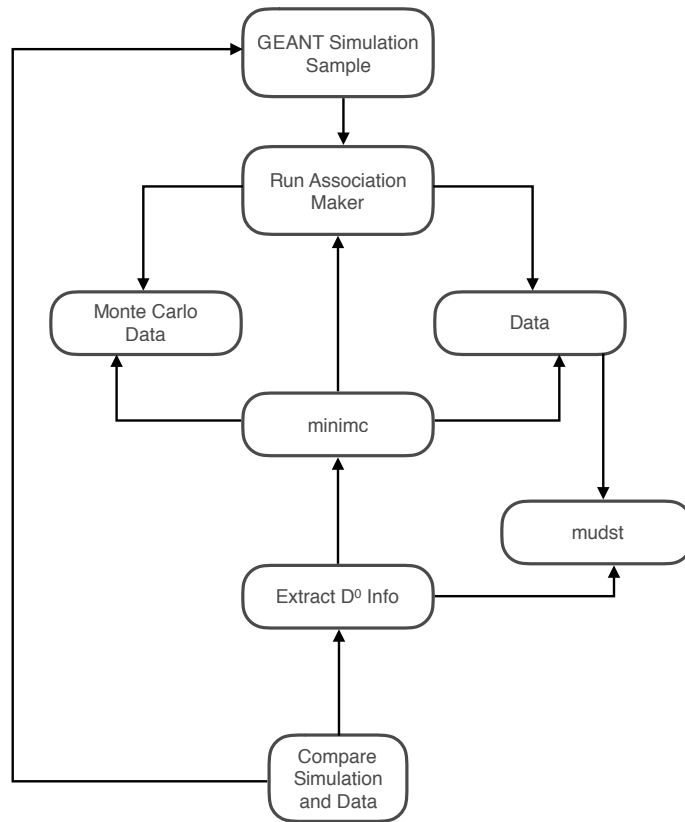 GEANT Simulation
Sample
Run Association
Maker
Monte Carlo
Data
Data
minimc
mudst
Extract D⁰ Info
Compare
Simulation
and Data